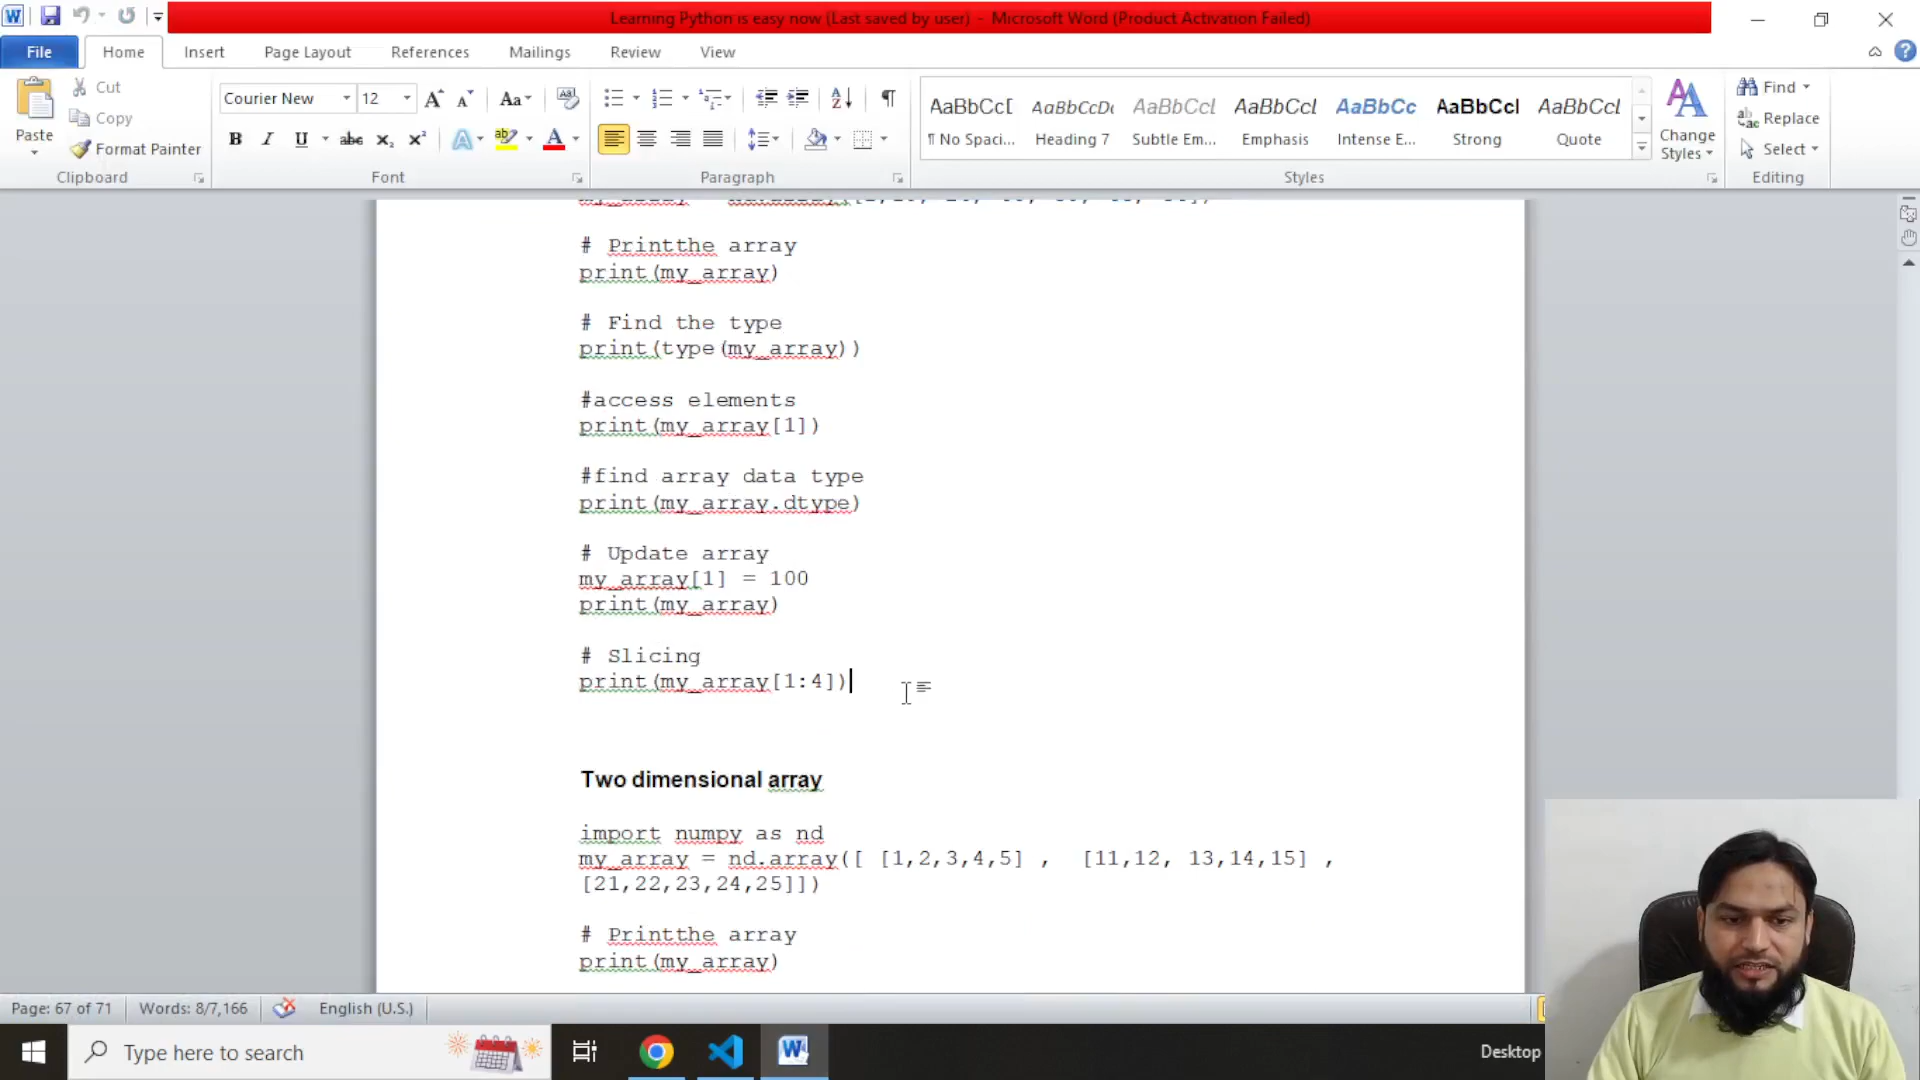 Learning Python is easy now (Last saved by user) - Microsoft Word (Product Activation Failed)
File Home Insert Page Layout References Mailings Review View
Paste
Cut
Copy
Format Painter
Clipboard
Courier New 12
Font
Paragraph
AaBbCc[ AaBbCcDc AaBbCcL AaBbCcL AaBbCc AaBbCcl AaBbCcL
¶ No Spaci... Heading 7 Subtle Em... Emphasis Intense E... Strong Quote
Styles
Change Styles
Find
Replace
Select
Editing
# Printthe array
print(my_array)
# Find the type
print(type(my_array))
#access elements
print(my_array[1])
#find array data type
print(my_array.dtype)
# Update array
my_array[1] = 100
print(my_array)
# Slicing
print(my_array[1:4])
Two dimensional array
import numpy as nd
my_array = nd.array([ [1,2,3,4,5] , [11,12, 13,14,15] ,
[21,22,23,24,25]])
# Printthe array
print(my_array)
Page: 67 of 71 Words: 8/7,166 English (U.S.)
Type here to search Desktop